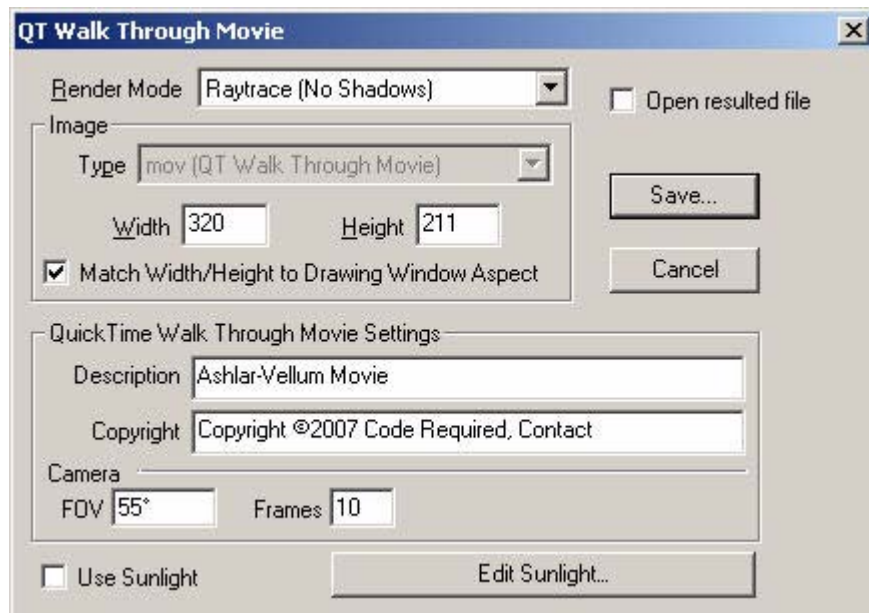 QT Walk Through Movie
Render Mode Raytrace (No Shadows)
Open resulted file
Image
Type mov (QT Walk Through Movie)
Save...
Width 320 Height 211
Match Width/Height to Drawing Window Aspect
Cancel
QuickTime Walk Through Movie Settings
Description Ashlar-Vellum Movie
Copyright Copyright ©2007 Code Required, Contact
Camera
FOV 55° Frames 10
Use Sunlight Edit Sunlight...